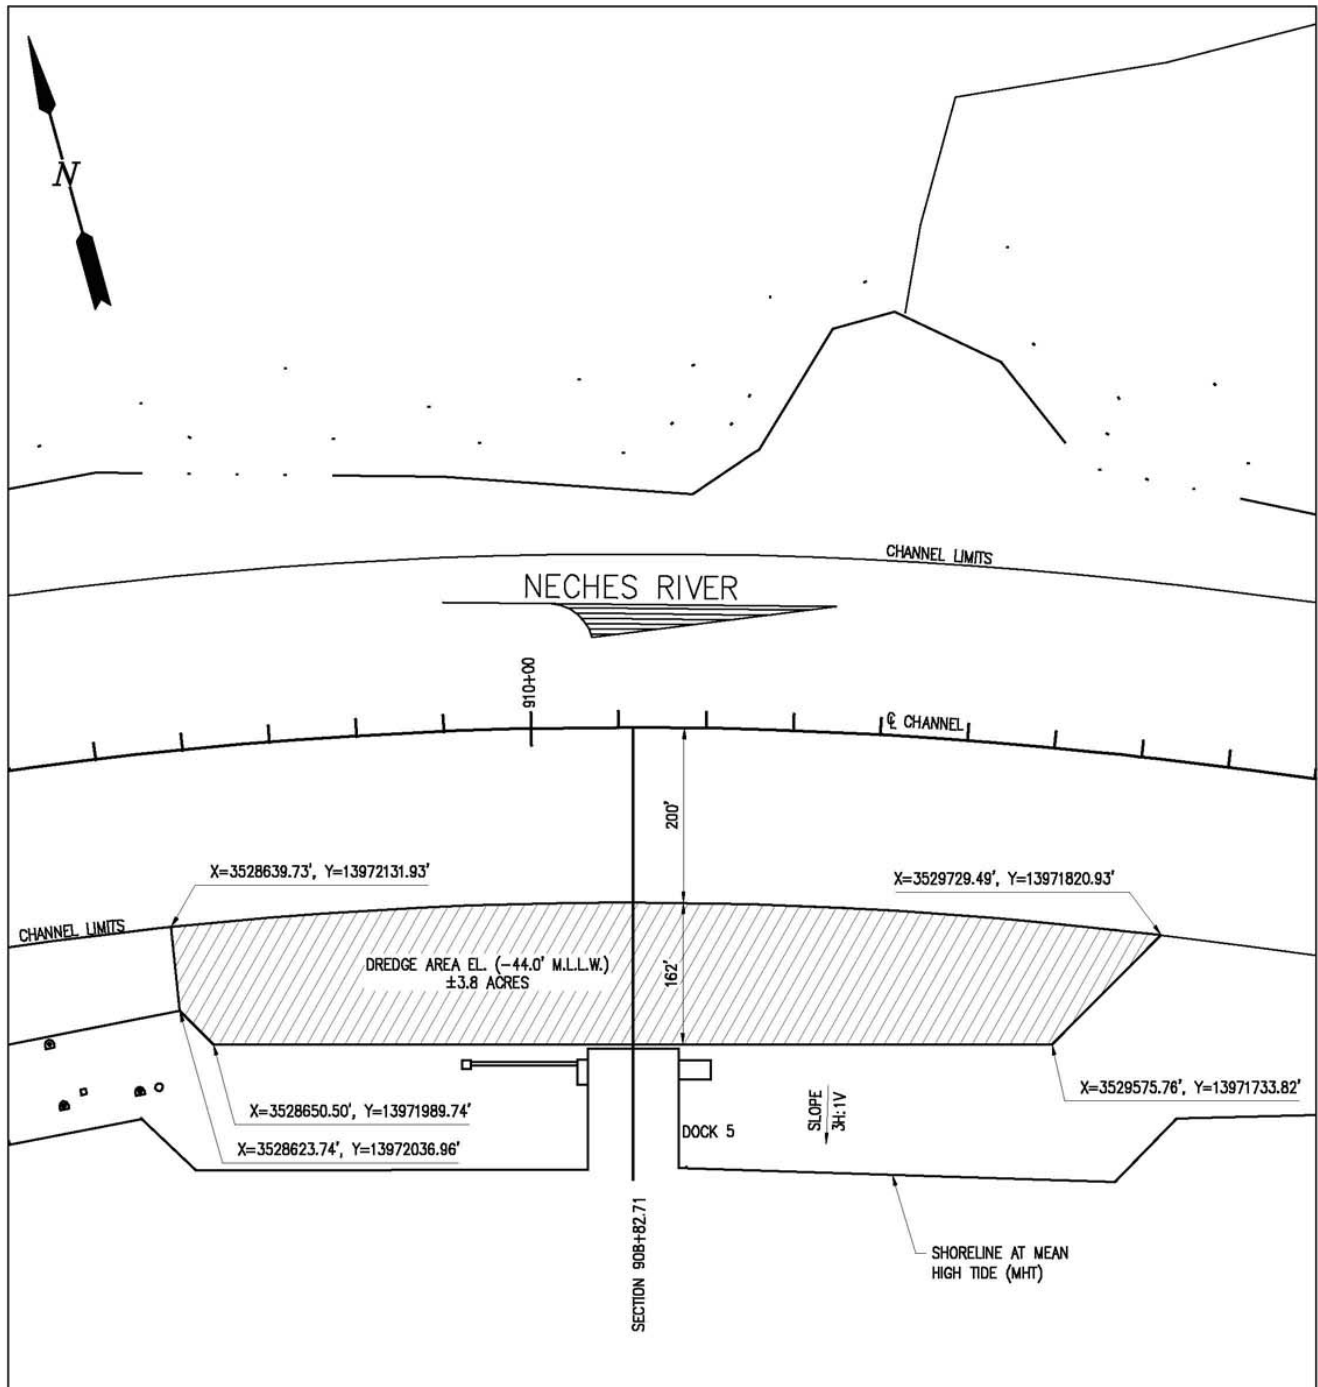 N
CHANNEL LIMITS
NECHES RIVER
910+00
℄ CHANNEL
200'
X=3528639.73', Y=13972131.93'
X=3529729.49', Y=13971820.93'
CHANNEL LIMITS
DREDGE AREA EL. (-44.0' M.L.L.W.)
±3.8 ACRES
162'
X=3529575.76', Y=13971733.82'
X=3528650.50', Y=13971989.74'
SLOPE
3H:1V
DOCK 5
X=3528623.74', Y=13972036.96'
SECTION 908+82.71
SHORELINE AT MEAN
HIGH TIDE (MHT)